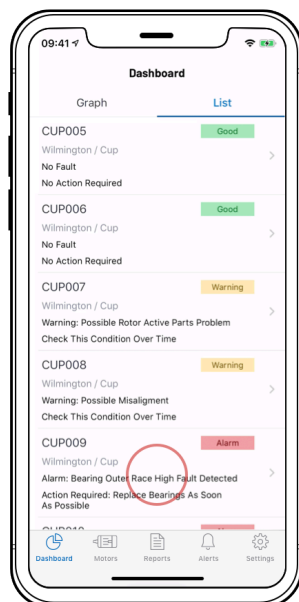 09:41
Dashboard
Graph List
CUP005 Good
Wilmington / Cup
No Fault
No Action Required
CUP006 Good
Wilmington / Cup
No Fault
No Action Required
CUP007 Warning
Wilmington / Cup
Warning: Possible Rotor Active Parts Problem
Check This Condition Over Time
CUP008 Warning
Wilmington / Cup
Warning: Possible Misaligment
Check This Condition Over Time
CUP009 Alarm
Wilmington / Cup
Alarm: Bearing Outer Race High Fault Detected
Action Required: Replace Bearings As Soon
As Possible
Dashboard Motors Reports Alerts Settings